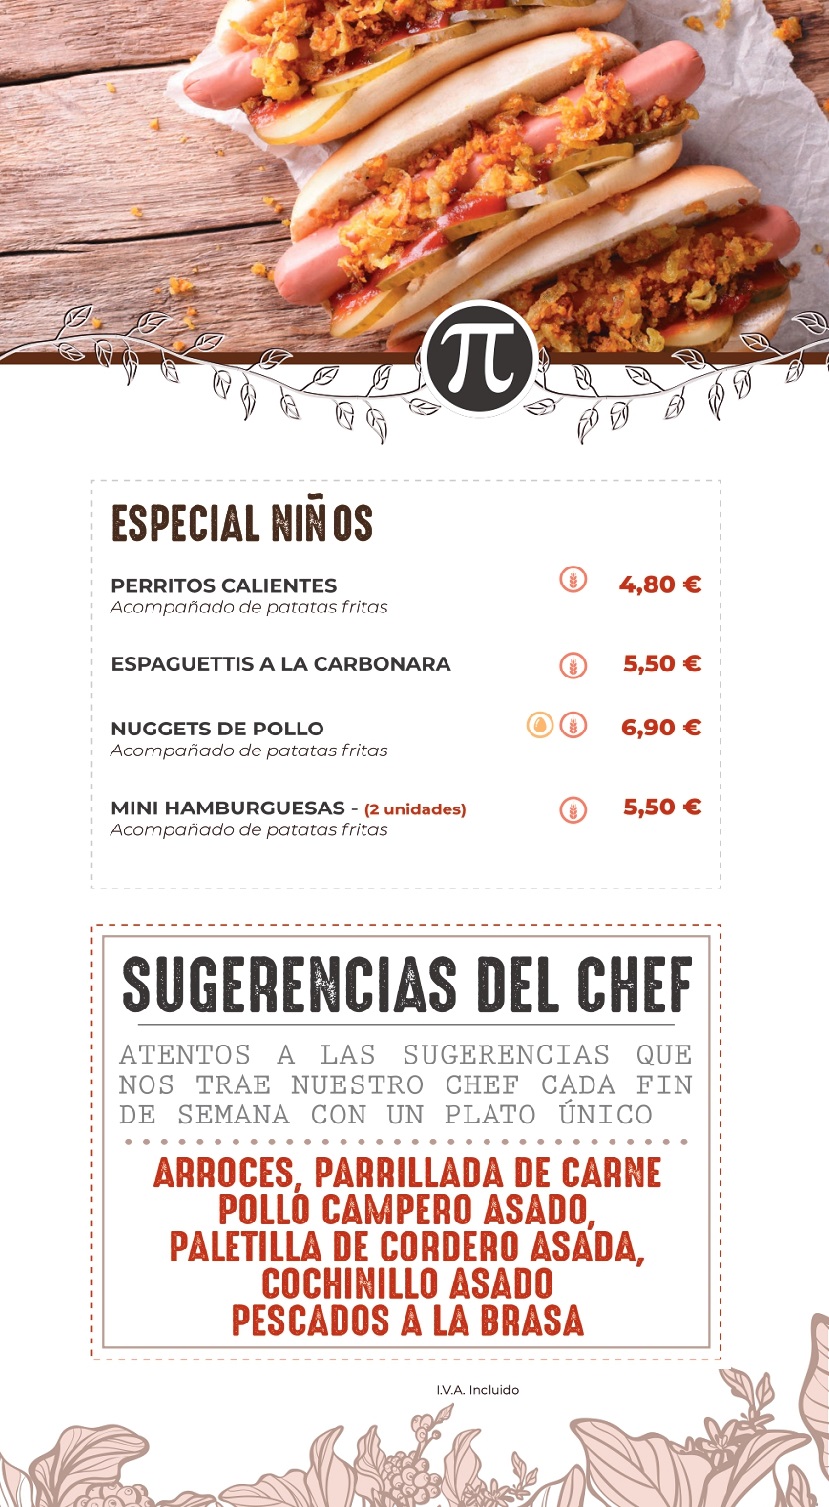 π
ESPECIAL NIÑOS
PERRITOS CALIENTES 4,80 €
Acompañado de patatas fritas
ESPAGUETTIS A LA CARBONARA 5,50 €
NUGGETS DE POLLO 6,90 €
Acompañado de patatas fritas
MINI HAMBURGUESAS - (2 unidades) 5,50 €
Acompañado de patatas fritas
SUGERENCIAS DEL CHEF
ATENTOS A LAS SUGERENCIAS QUE
NOS TRAE NUESTRO CHEF CADA FIN
DE SEMANA CON UN PLATO ÚNICO
ARROCES, PARRILLADA DE CARNE
POLLO CAMPERO ASADO,
PALETILLA DE CORDERO ASADA,
COCHINILLO ASADO
PESCADOS A LA BRASA
I.V.A. Incluido